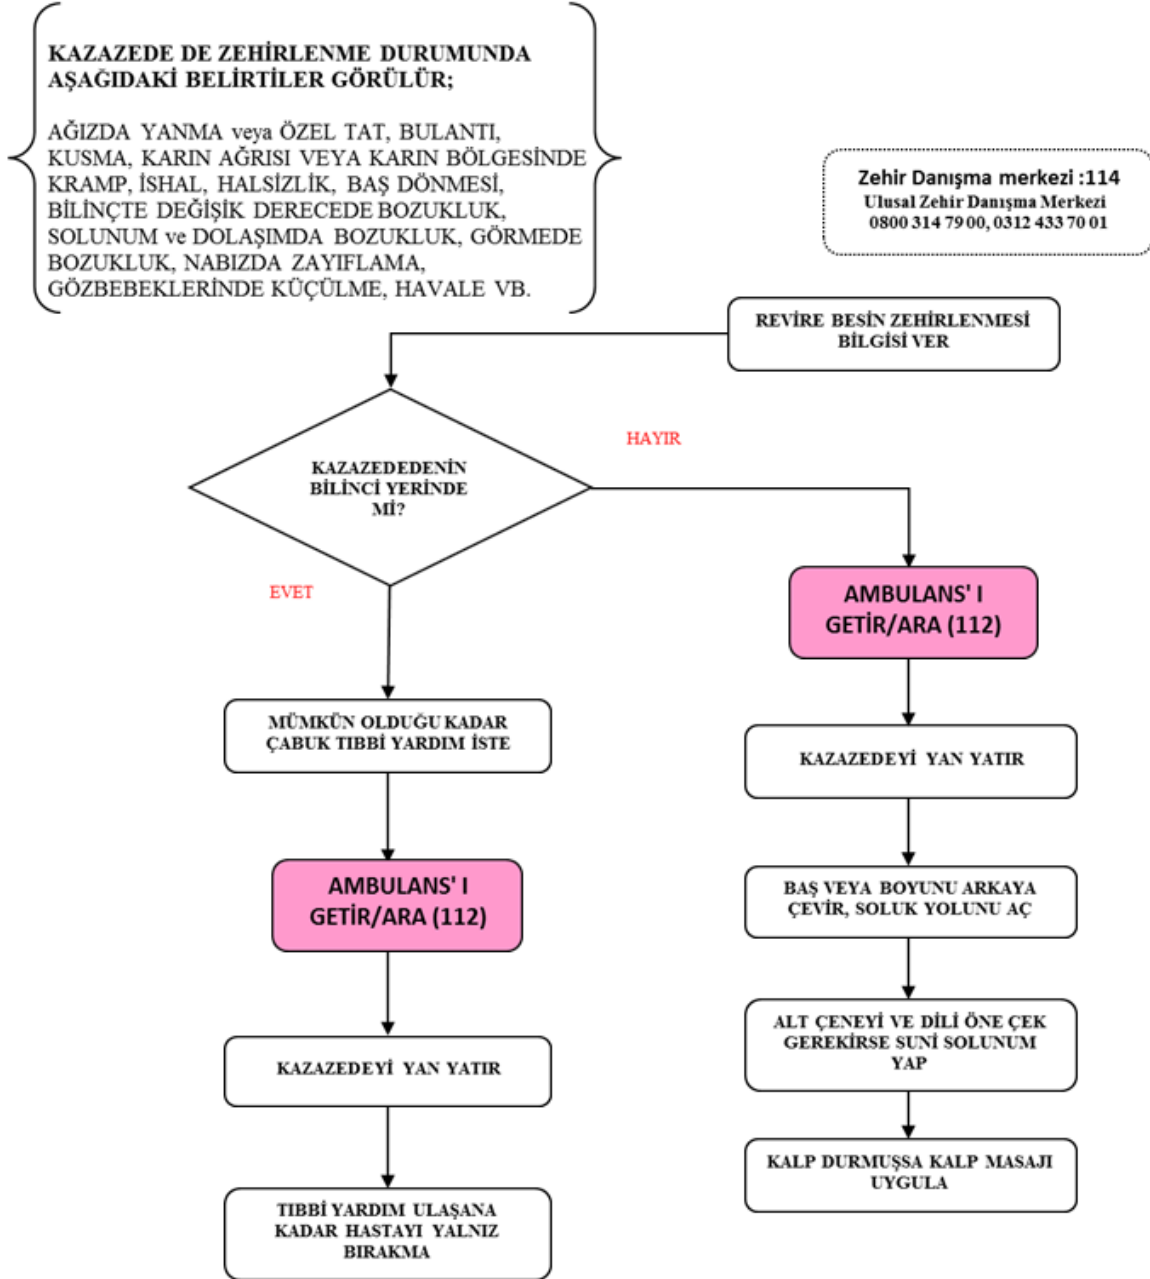 KAZAZEDE DE ZEHİRLENME DURUMUNDA
AŞAĞIDAKİ BELİRTİLER GÖRÜLÜR;
AĞIZDA YANMA veya ÖZEL TAT, BULANTI,
KUSMA, KARIN AĞRISI VEYA KARIN BÖLGESİNDE
KRAMP, İSHAL, HALSİZLİK, BAŞ DÖNMESİ,
BİLİNÇTE DEĞİŞİK DERECEDE BOZUKLUK,
SOLUNUM ve DOLAŞIMDA BOZUKLUK, GÖRMEDE
BOZUKLUK, NABIZDA ZAYIFLAMA,
GÖZBEBEKLERİNDE KÜÇÜLME, HAVALE VB.
Zehir Danışma merkezi :114
Ulusal Zehir Danışma Merkezi
0800 314 79 00, 0312 433 70 01
REVİRE BESİN ZEHİRLENMESİ
BİLGİSİ VER
KAZAZEDEDENİN
BİLİNCİ YERİNDE
Mİ?
HAYIR
EVET
AMBULANS' I
GETİR/ARA (112)
KAZAZEDEYİ YAN YATIR
BAŞ VEYA BOYUNU ARKAYA
ÇEVİR, SOLUK YOLUNU AÇ
ALT ÇENEYİ VE DİLİ ÖNE ÇEK
GEREKİRSE SUNİ SOLUNUM
YAP
KALP DURMUŞSA KALP MASAJI
UYGULA
MÜMKÜN OLDUĞU KADAR
ÇABUK TIBBİ YARDIM İSTE
AMBULANS' I
GETİR/ARA (112)
KAZAZEDEYİ YAN YATIR
TIBBİ YARDIM ULAŞANA
KADAR HASTAYI YALNIZ
BIRAKMA